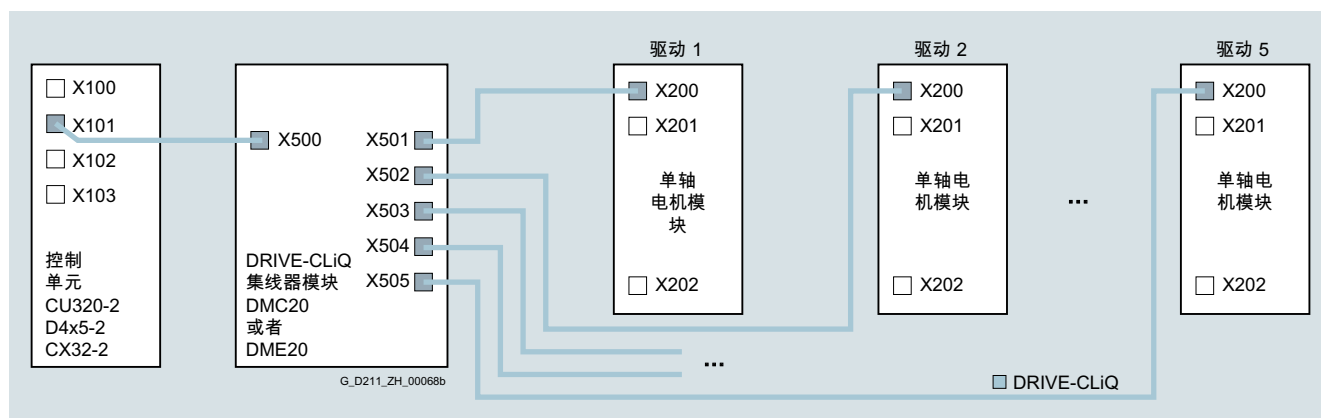 驱动 1
驱动 2
驱动 5
X100
X101
X102
X103
控制
单元
CU320-2
D4x5-2
CX32-2
X500
X501
X502
X503
X504
X505
DRIVE-CLiQ
集线器模块
DMC20
或者
DME20
X200
X201
单轴
电机模
块
X202
X200
X201
单轴电
机模块
X202
...
X200
X201
单轴电
机模块
X202
...
G_D211_ZH_00068b
DRIVE-CLiQ